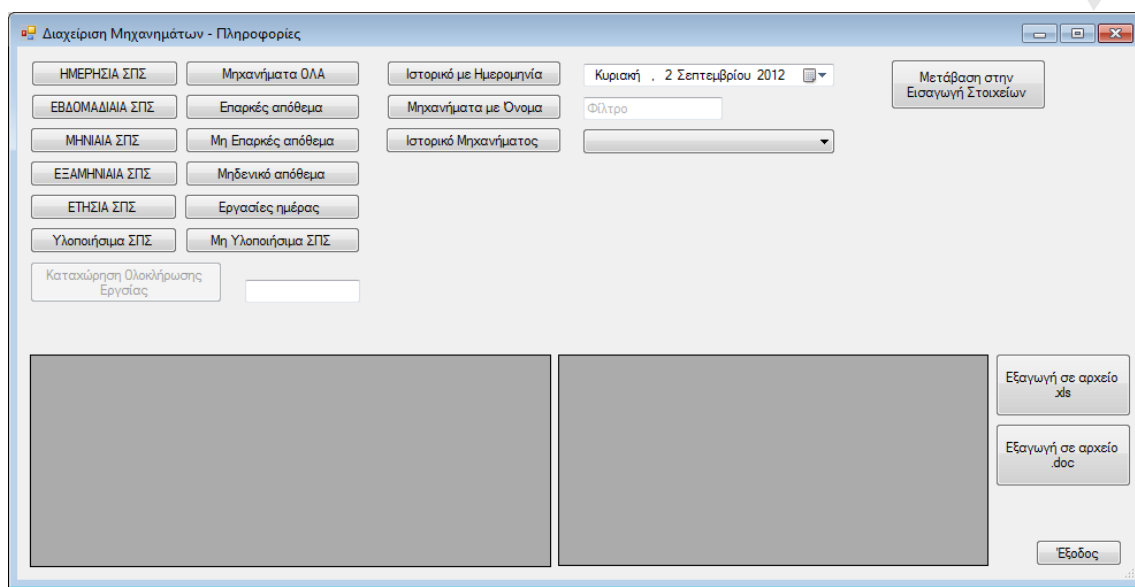 Διαχείριση Μηχανημάτων - Πληροφορίες
ΗΜΕΡΗΣΙΑ ΣΠΣ
Μηχανήματα ΟΛΑ
Ιστορικό με Ημερομηνία
Κυριακή , 2 Σεπτεμβρίου 2012
Μετάβαση στην
Εισαγωγή Στοιχείων
ΕΒΔΟΜΑΔΙΑΙΑ ΣΠΣ
Επαρκές απόθεμα
Μηχανήματα με Όνομα
Φίλτρο
ΜΗΝΙΑΙΑ ΣΠΣ
Μη Επαρκές απόθεμα
Ιστορικό Μηχανήματος
ΕΞΑΜΗΝΙΑΙΑ ΣΠΣ
Μηδενικό απόθεμα
ΕΤΗΣΙΑ ΣΠΣ
Εργασίες ημέρας
Υλοποιήσιμα ΣΠΣ
Μη Υλοποιήσιμα ΣΠΣ
Καταχώρηση Ολοκλήρωσης
Εργασίας
Εξαγωγή σε αρχείο
.xls
Εξαγωγή σε αρχείο
.doc
Έξοδος